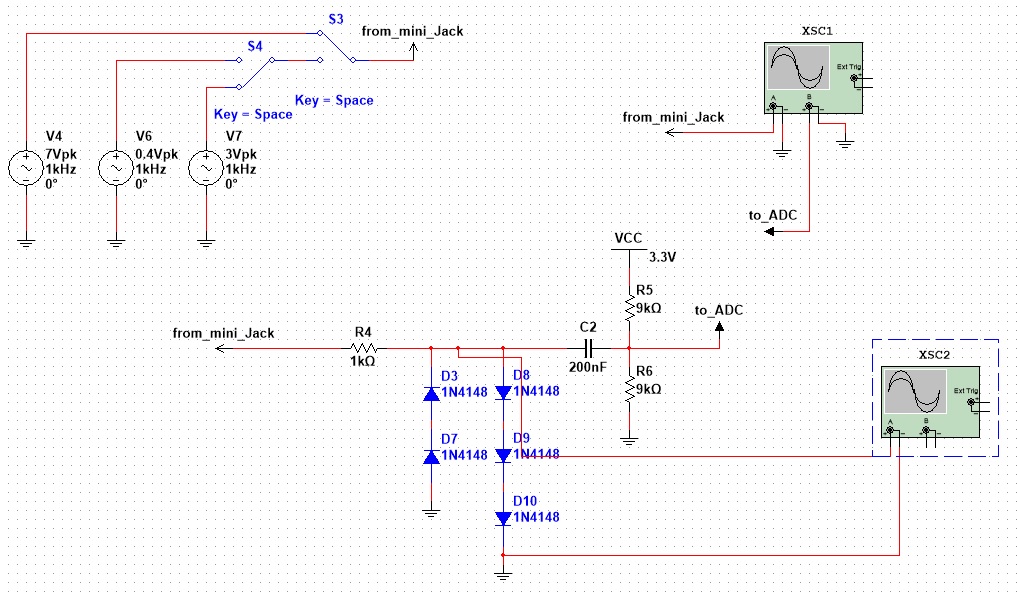 S3
from_mini_Jack
S4
Key = Space
Key = Space
V4
7Vpk
1kHz
0°
V6
0.4Vpk
1kHz
0°
V7
3Vpk
1kHz
0°
XSC1
Ext Trig
A
B
from_mini_Jack
to_ADC
VCC
3.3V
R5
9kΩ
to_ADC
from_mini_Jack
R4
1kΩ
C2
200nF
R6
9kΩ
D3
1N4148
D8
1N4148
D7
1N4148
D9
1N4148
D10
1N4148
XSC2
Ext Trig
A
B